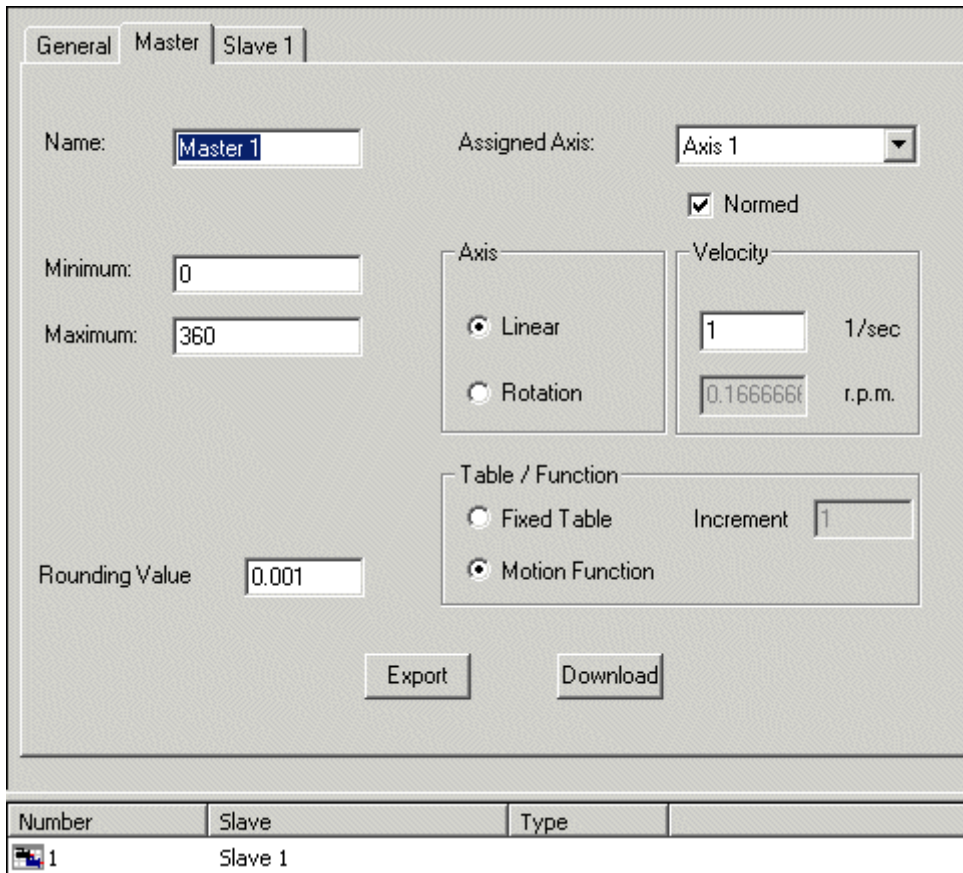 General Master Slave 1
Name: Master 1 Assigned Axis: Axis 1
Normed
Axis Velocity
Minimum: 0
Linear 1 1/sec
Maximum: 360
Rotation 0.1666666 r.p.m.
Table / Function
Fixed Table Increment 1
Rounding Value 0.001 Motion Function
Export Download
Number Slave Type
1 Slave 1